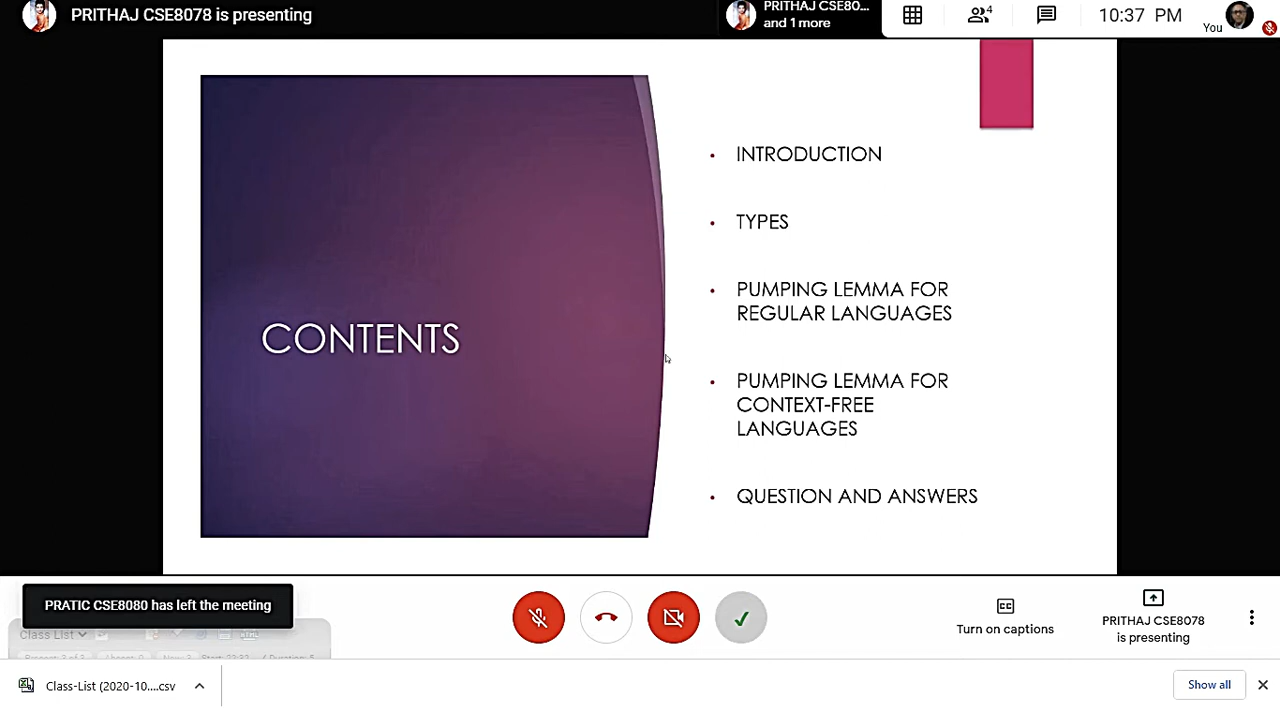 PRITHAJ CSE8078 is presenting
PRITHAJ CSE80...
and 1 more
4
10:37 PM
You
CONTENTS
• INTRODUCTION
• TYPES
• PUMPING LEMMA FOR
REGULAR LANGUAGES
• PUMPING LEMMA FOR
CONTEXT-FREE
LANGUAGES
• QUESTION AND ANSWERS
PRATIC CSE8080 has left the meeting
Class List
CC
Turn on captions
PRITHAJ CSE8078
is presenting
Class-List (2020-10....csv
Show all